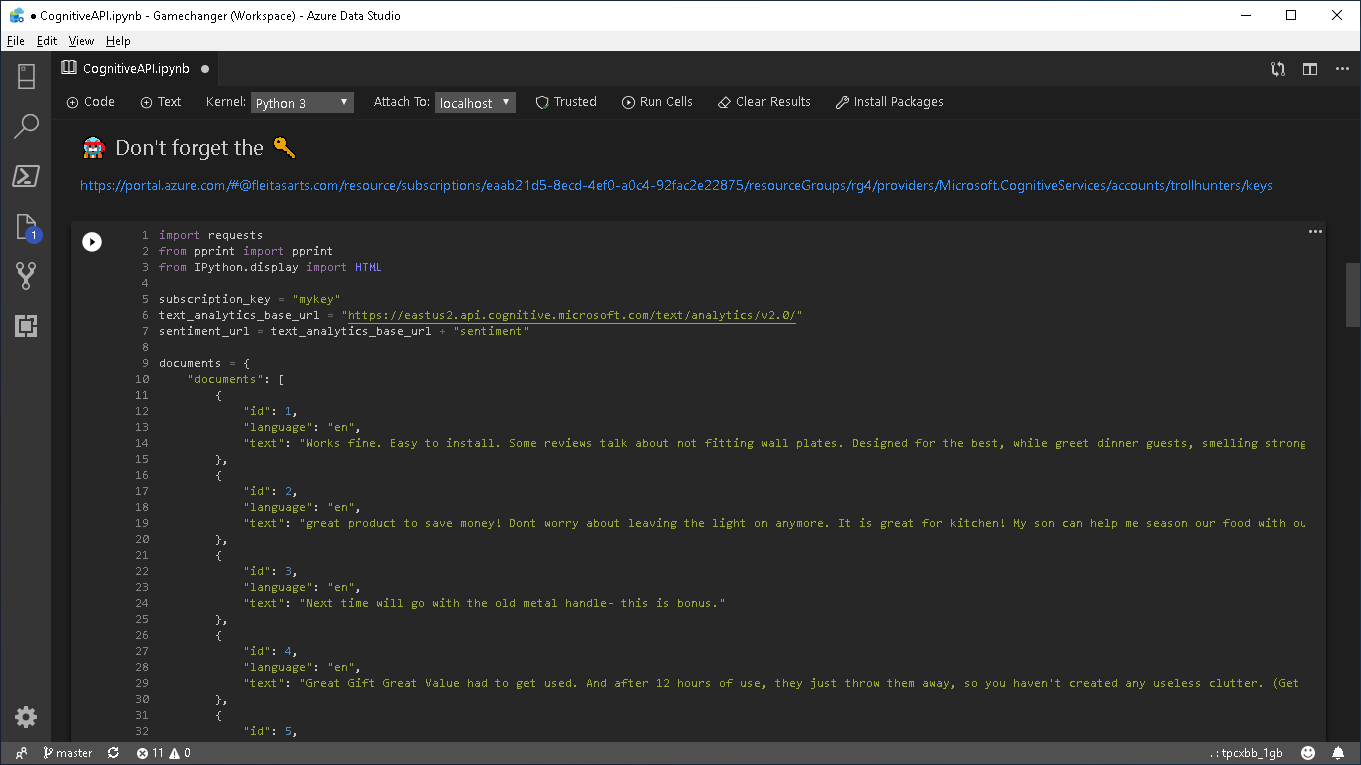 ● CognitiveAPI.ipynb - Gamechanger (Workspace) - Azure Data Studio
File Edit View Help
CognitiveAPI.ipynb ●
Code Text Kernel: Python 3 Attach To: localhost Trusted Run Cells Clear Results Install Packages
Don't forget the
https://portal.azure.com/#@fleitasarts.com/resource/subscriptions/eaab21d5-8ecd-4ef0-a0c4-92fac2e22875/resourceGroups/rg4/providers/Microsoft.CognitiveServices/accounts/trollhunters/keys
1 import requests
2 from pprint import pprint
3 from IPython.display import HTML
4
5 subscription_key = "mykey"
6 text_analytics_base_url = "https://eastus2.api.cognitive.microsoft.com/text/analytics/v2.0/"
7 sentiment_url = text_analytics_base_url + "sentiment"
8
9 documents = {
10 "documents": [
11 {
12 "id": 1,
13 "language": "en",
14 "text": "Works fine. Easy to install. Some reviews talk about not fitting wall plates. Designed for the best, while greet dinner guests, smelling strong
15 },
16 {
17 "id": 2,
18 "language": "en",
19 "text": "great product to save money! Dont worry about leaving the light on anymore. It is great for kitchen! My son can help me season our food with ou
20 },
21 {
22 "id": 3,
23 "language": "en",
24 "text": "Next time will go with the old metal handle- this is bonus."
25 },
26 {
27 "id": 4,
28 "language": "en",
29 "text": "Great Gift Great Value had to get used. And after 12 hours of use, they just throw them away, so you haven't created any useless clutter. (Get
30 },
31 {
32 "id": 5,
1
master 11 0 . : tpcxbb_1gb